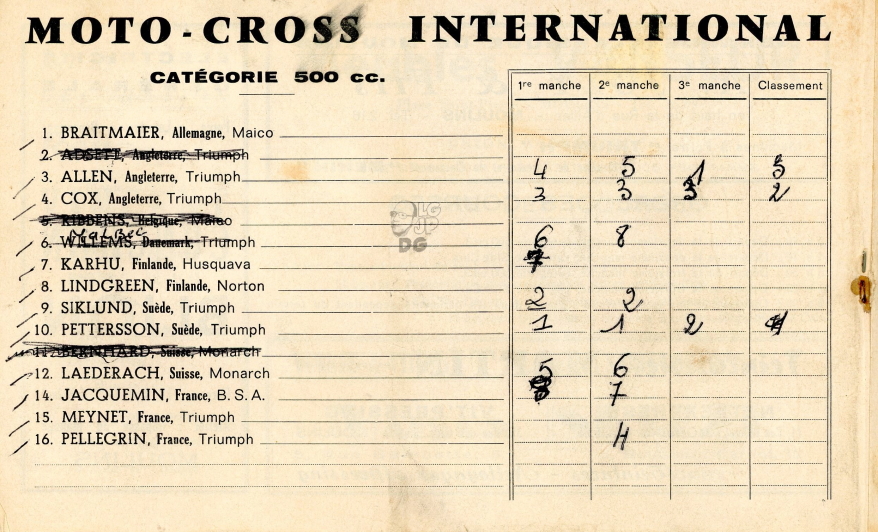 MOTO-CROSS INTERNATIONAL
CATÉGORIE 500 cc.
1re manche 2e manche 3e manche Classement
1. BRAITMAIER, Allemagne, Maico
2. ADSETT, Angleterre, Triumph
3. ALLEN, Angleterre, Triumph 4 5 1 3
4. COX, Angleterre, Triumph 3 3 3 2
5. RIBBENS, Belgique, Maico
6. WILLEMS, Danemark, Triumph 6 8
7. KARHU, Finlande, Husquava 7
8. LINDGREEN, Finlande, Norton
9. SIKLUND, Suède, Triumph 2 2
10. PETTERSSON, Suède, Triumph 1 1 2
11. BERNHARD, Suisse, Monarch
12. LAEDERACH, Suisse, Monarch 5 6
14. JACQUEMIN, France, B.S.A. 8 7
15. MEYNET, France, Triumph
16. PELLEGRIN, France, Triumph 4
LG
JP
DG